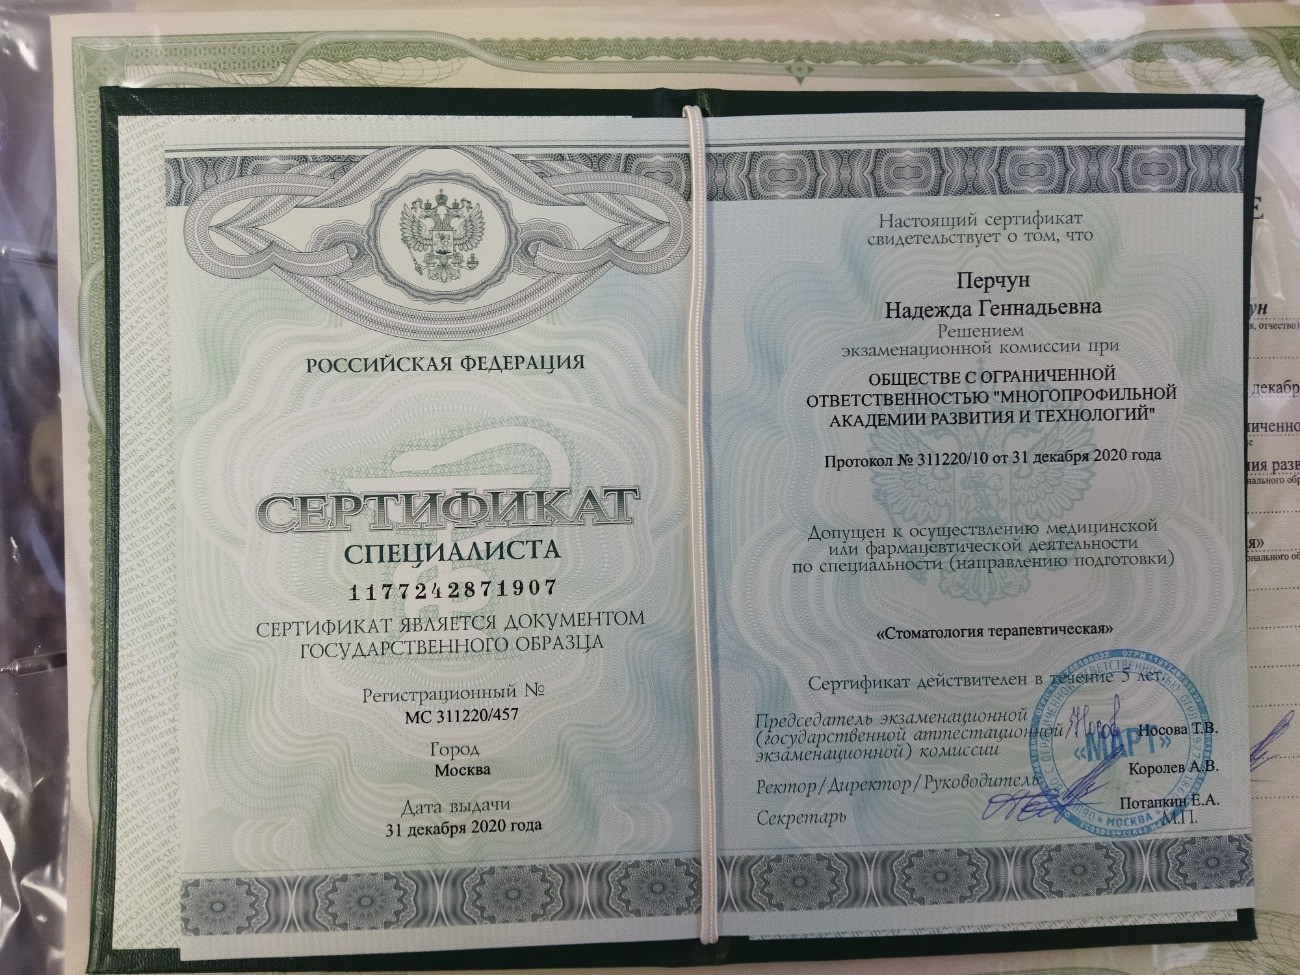 РОССИЙСКАЯ ФЕДЕРАЦИЯ
СЕРТИФИКАТ
СПЕЦИАЛИСТА
1177242871907
СЕРТИФИКАТ ЯВЛЯЕТСЯ ДОКУМЕНТОМ
ГОСУДАРСТВЕННОГО ОБРАЗЦА
Регистрационный №
МС 311220/457
Город
Москва
Дата выдачи
31 декабря 2020 года
Настоящий сертификат
свидетельствует о том, что
Перчун
Надежда Геннадьевна
Решением
экзаменационной комиссии при
ОБЩЕСТВЕ С ОГРАНИЧЕННОЙ
ОТВЕТСТВЕННОСТЬЮ "МНОГОПРОФИЛЬНОЙ
АКАДЕМИИ РАЗВИТИЯ И ТЕХНОЛОГИЙ"
Протокол № 311220/10 от 31 декабря 2020 года
Допущен к осуществлению медицинской
или фармацевтической деятельности
по специальности (направлению подготовки)
«Стоматология терапевтическая»
Сертификат действителен в течение 5 лет.
Председатель экзаменационной
(государственной аттестационной/
экзаменационной) комиссии
Носова Т.В.
Ректор/Директор/Руководитель
Королев А.В.
Секретарь
Потапкин Е.А.
М.П.
«МАРТ»
МОСКВА